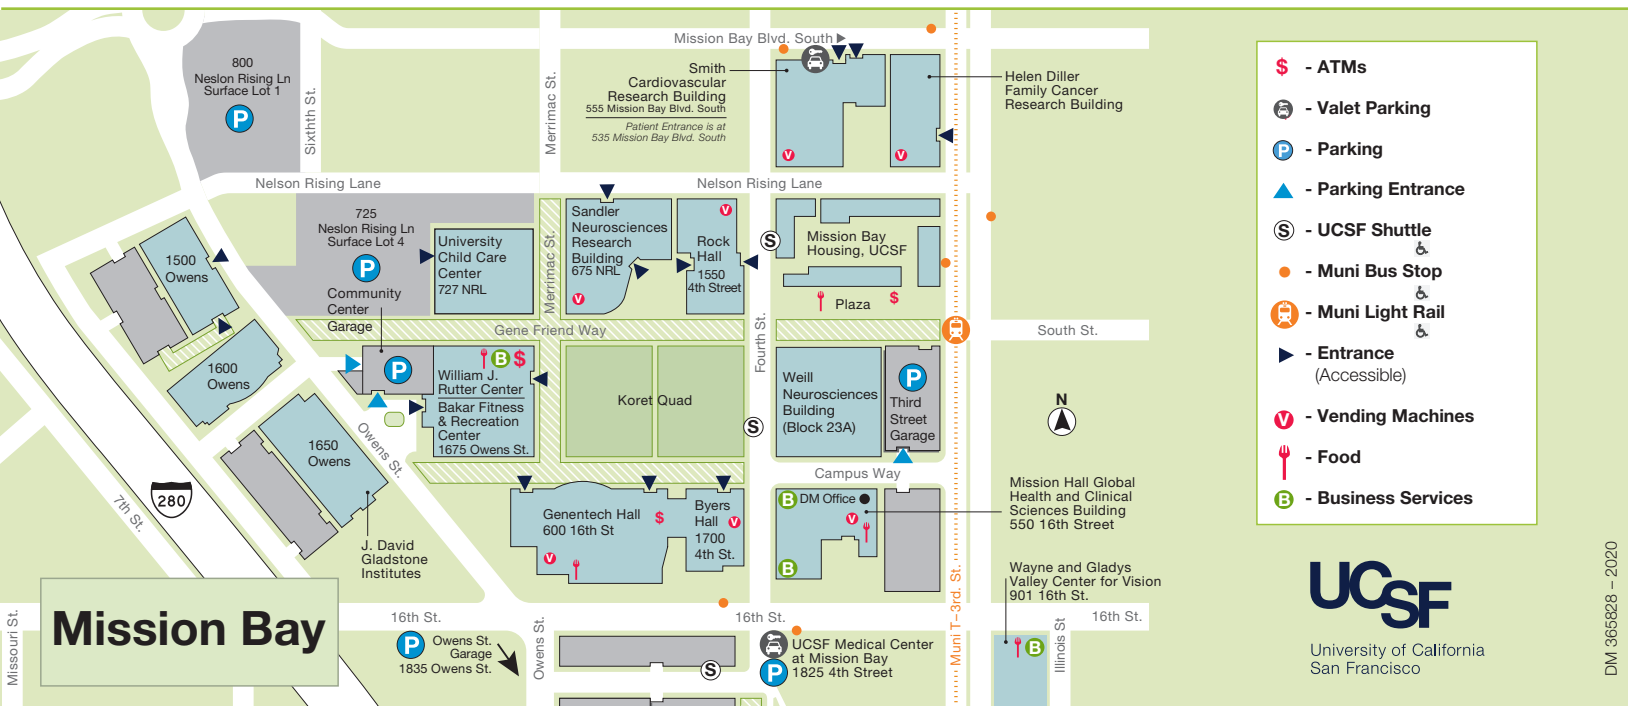 Mission Bay Blvd. South
800
Neslon Rising Ln
Surface Lot 1
P
Sixthth St.
Merrimac St.
Smith
Cardiovascular
Research Building
555 Mission Bay Blvd. South
Patient Entrance is at
535 Mission Bay Blvd. South
V
V
Helen Diller
Family Cancer
Research Building
Nelson Rising Lane
Nelson Rising Lane
725
Neslon Rising Ln
Surface Lot 4
P
Community
Center
Garage
University
Child Care
Center
727 NRL
Merrimac St.
Sandler
Neurosciences
Research
Building
675 NRL
V
V
Rock
Hall
1550
4th Street
S
Mission Bay
Housing, UCSF
Plaza
$
1500
Owens
1600
Owens
Gene Friend Way
South St.
Fourth St.
P
B
$
William J.
Rutter Center
Bakar Fitness
& Recreation
Center
1675 Owens St.
Koret Quad
S
Weill
Neurosciences
Building
(Block 23A)
P
Third
Street
Garage
N
1650
Owens
Owens St.
7th St.
280
J. David
Gladstone
Institutes
Campus Way
Genentech Hall
600 16th St
$
V
Byers
Hall
1700
4th St.
V
B
DM Office
V
B
Mission Hall Global
Health and Clinical
Sciences Building
550 16th Street
Wayne and Gladys
Valley Center for Vision
901 16th St.
B
Muni T–3rd. St.
Mission Bay
Missouri St.
16th St.
16th St.
16th St.
P
Owens St.
Garage
1835 Owens St.
Owens St.
S
P
UCSF Medical Center
at Mission Bay
1825 4th Street
Illinois St
$ - ATMs
- Valet Parking
P - Parking
- Parking Entrance
S - UCSF Shuttle
- Muni Bus Stop
- Muni Light Rail
- Entrance
(Accessible)
V - Vending Machines
- Food
B - Business Services
UCSF
University of California
San Francisco
DM 365828 – 2020